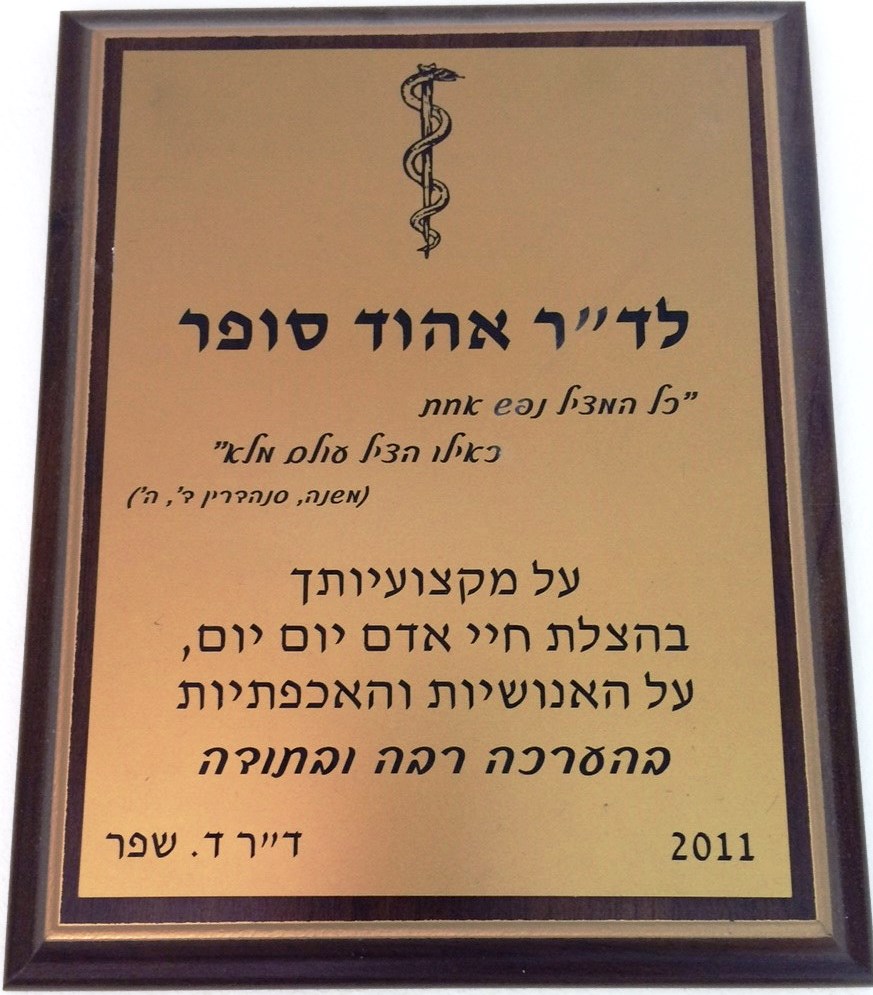 לד״ר אהוד סופר
"כל המציל נפש אחת
כאילו הציל עולם מלא"
(משנה, סנהדרין ד', ה')
על מקצועיותך
בהצלת חיי אדם יום יום,
על האנושיות והאכפתיות
בהערכה רבה ובתודה
2011 ד״ר ד. שפר